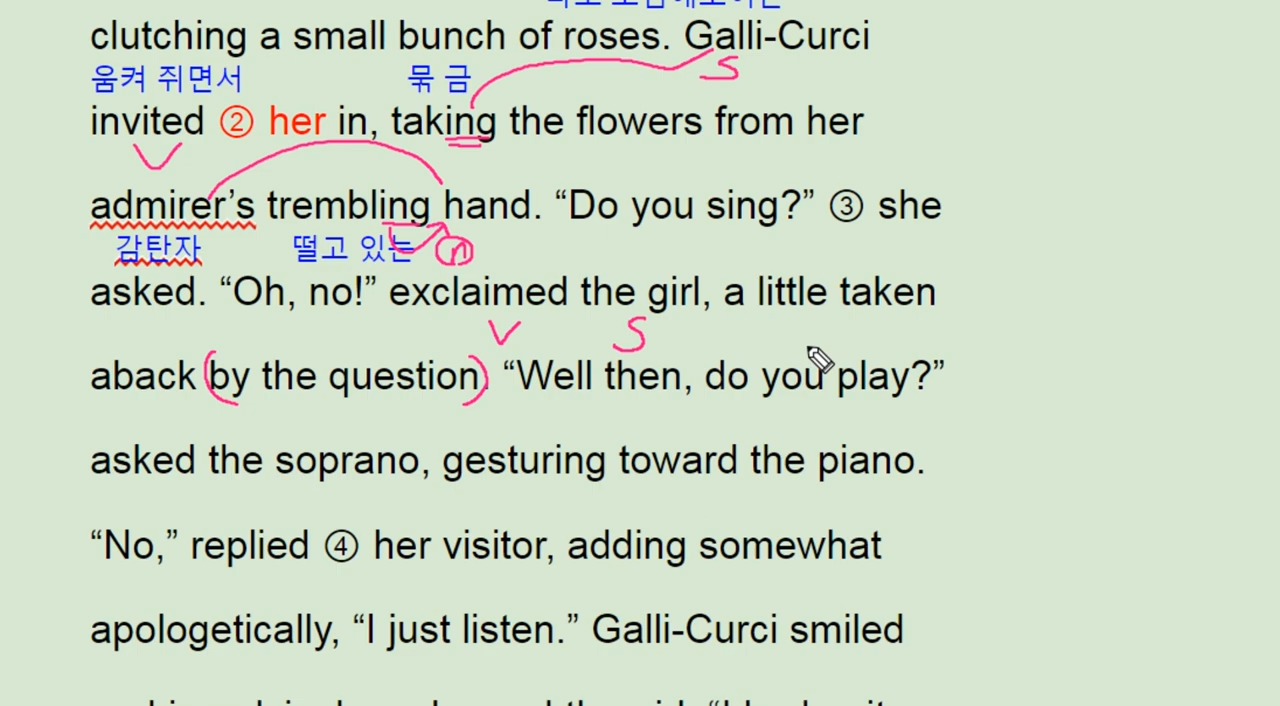 clutching a small bunch of roses. Galli-Curci
움켜 쥐면서 묶 금
S
invited ② her in, taking the flowers from her
V
admirer’s trembling hand. “Do you sing?” ③ she
감탄자 떨고 있는 n
asked. “Oh, no!” exclaimed the girl, a little taken
V S
aback (by the question). “Well then, do you play?”
asked the soprano, gesturing toward the piano.
“No,” replied ④ her visitor, adding somewhat
apologetically, “I just listen.” Galli-Curci smiled